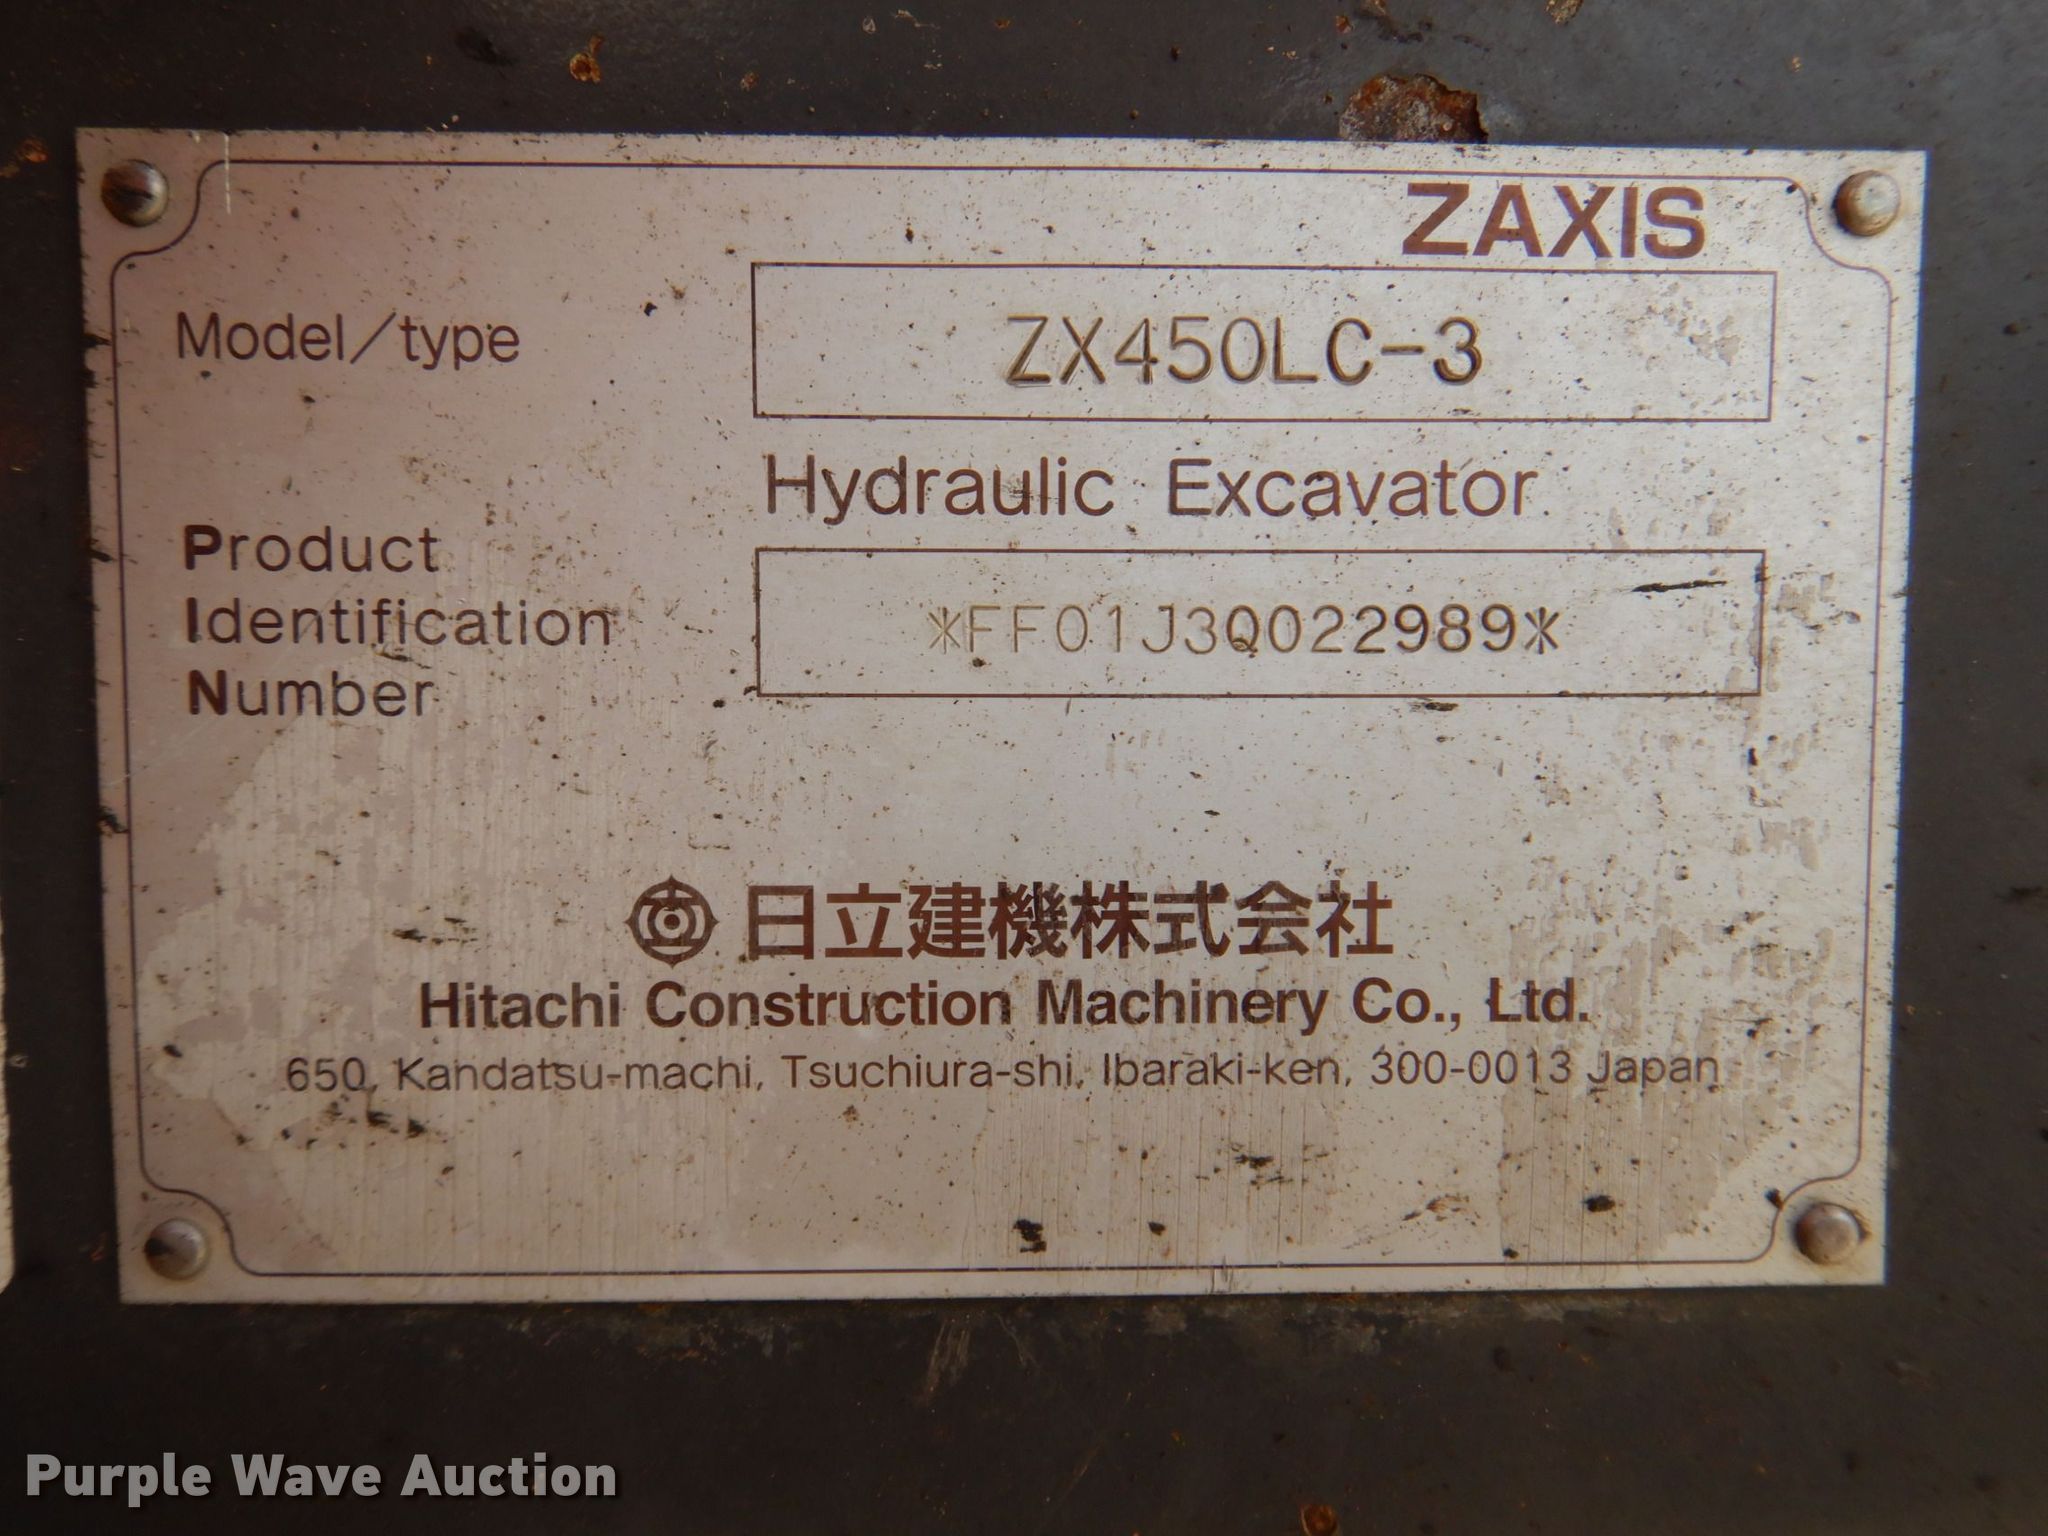 ZAXIS
Model/type
ZX450LC-3
Hydraulic Excavator
Product
Identification
Number
*FF01J3Q022989*
日立建機株式会社
Hitachi Construction Machinery Co., Ltd.
650, Kandatsu-machi, Tsuchiura-shi, Ibaraki-ken, 300-0013 Japan
Purple Wave Auction